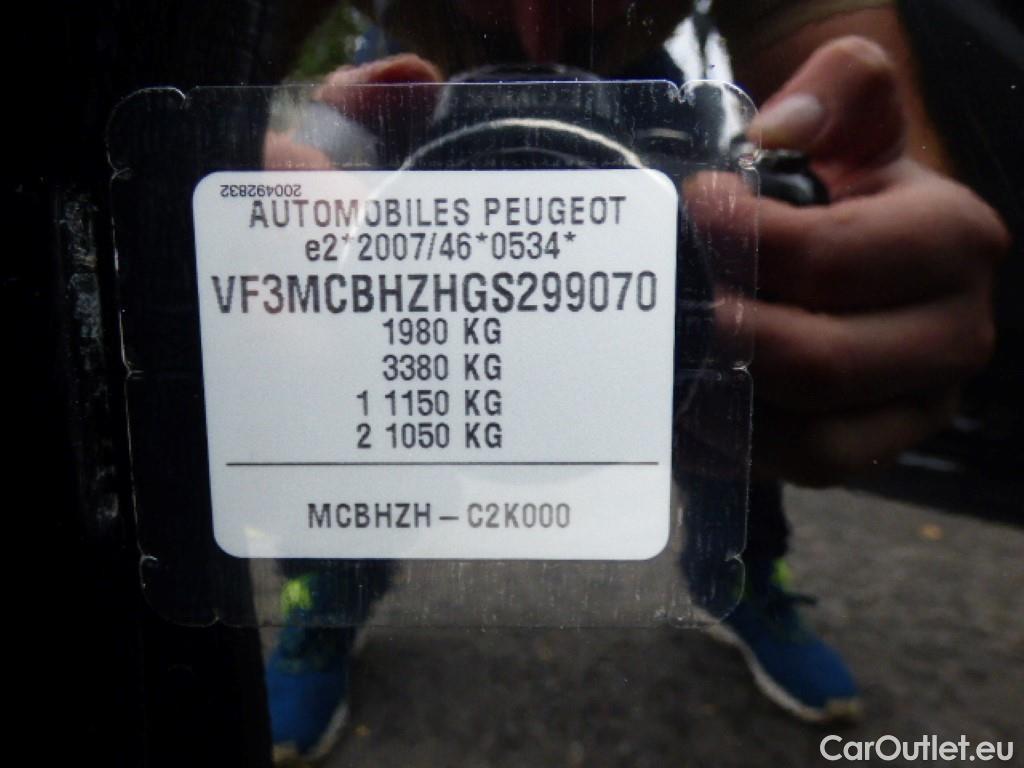 200492832
AUTOMOBILES PEUGEOT
e2*2007/46*0534*
VF3MCBHZHGS299070
1980 KG
3380 KG
1 1150 KG
2 1050 KG
MCBHZH – C2K000
CarOutlet.eu